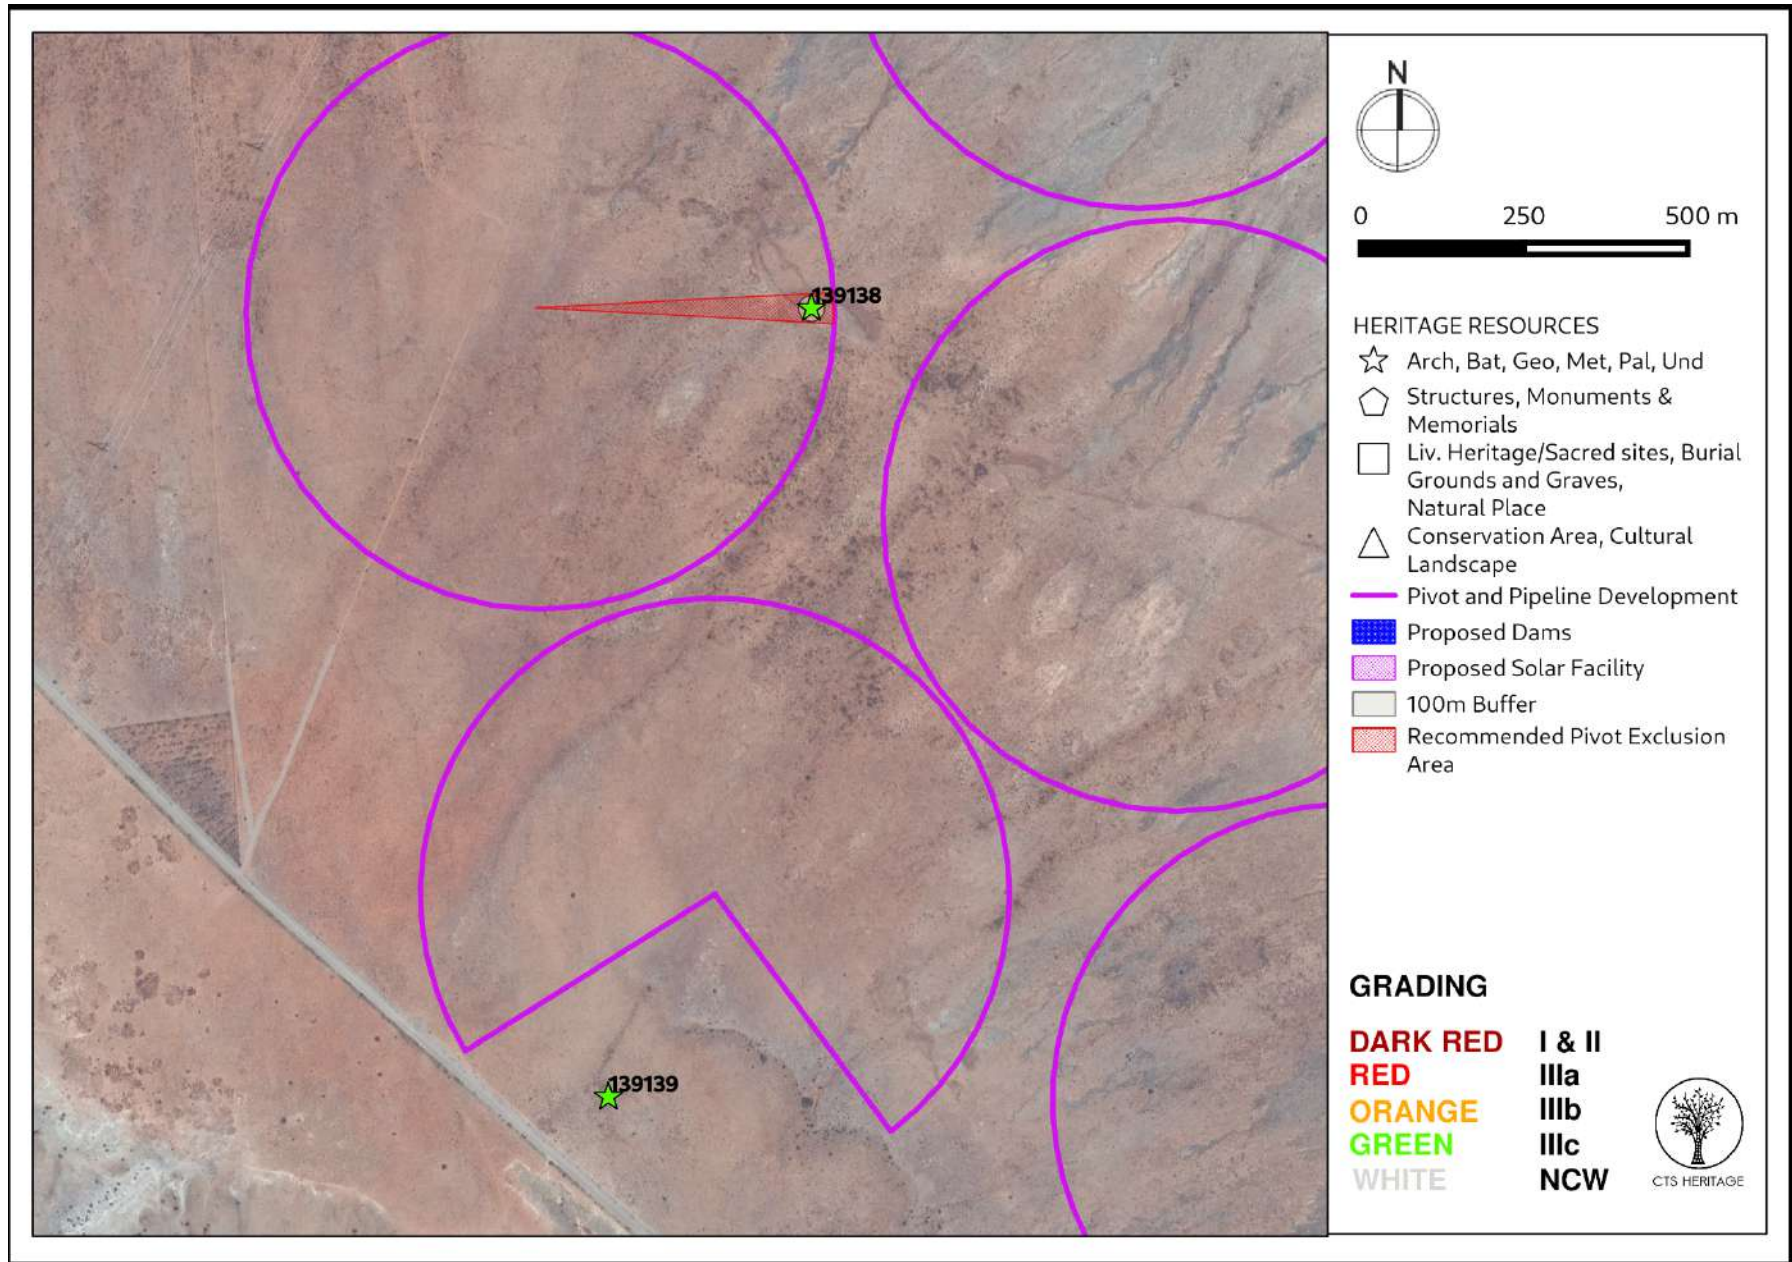 N
0 250 500 m
HERITAGE RESOURCES
Arch, Bat, Geo, Met, Pal, Und
Structures, Monuments &
Memorials
Liv. Heritage/Sacred sites, Burial
Grounds and Graves,
Natural Place
Conservation Area, Cultural
Landscape
Pivot and Pipeline Development
Proposed Dams
Proposed Solar Facility
100m Buffer
Recommended Pivot Exclusion
Area
139138
139139
GRADING
DARK RED I & II
RED IIIa
ORANGE IIIb
GREEN IIIc
WHITE NCW
CTS HERITAGE